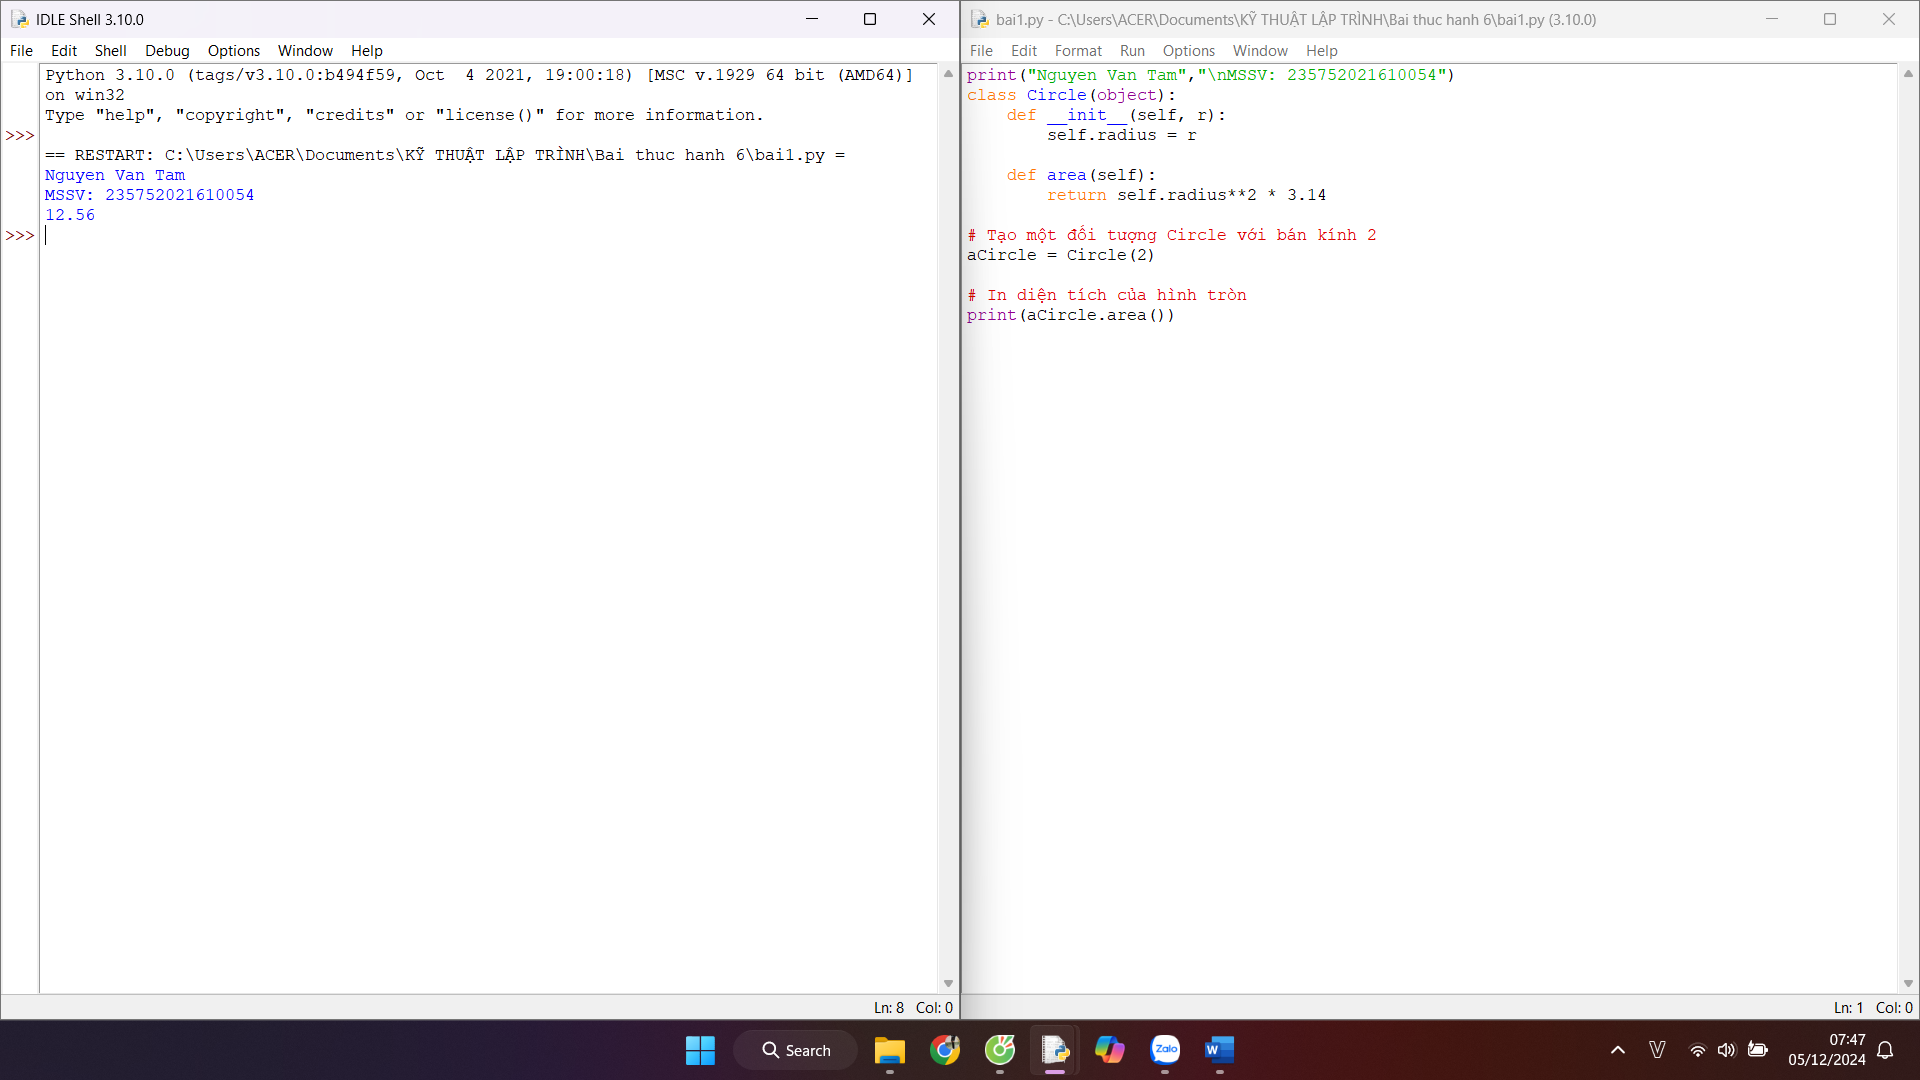 IDLE Shell 3.10.0
File Edit Shell Debug Options Window Help
Python 3.10.0 (tags/v3.10.0:b494f59, Oct  4 2021, 19:00:18) [MSC v.1929 64 bit (AMD64)]
on win32
Type "help", "copyright", "credits" or "license()" for more information.
>>>
== RESTART: C:\Users\ACER\Documents\KỸ THUẬT LẬP TRÌNH\Bai thuc hanh 6\bai1.py =
Nguyen Van Tam
MSSV: 235752021610054
12.56
>>>
Ln: 8 Col: 0
bai1.py - C:\Users\ACER\Documents\KỸ THUẬT LẬP TRÌNH\Bai thuc hanh 6\bai1.py (3.10.0)
File Edit Format Run Options Window Help
print("Nguyen Van Tam","\nMSSV: 235752021610054")
class Circle(object):
    def __init__(self, r):
        self.radius = r
    def area(self):
        return self.radius**2 * 3.14
# Tạo một đối tượng Circle với bán kính 2
aCircle = Circle(2)
# In diện tích của hình tròn
print(aCircle.area())
Ln: 1 Col: 0
Search
Zalo
W
V
07:47
05/12/2024